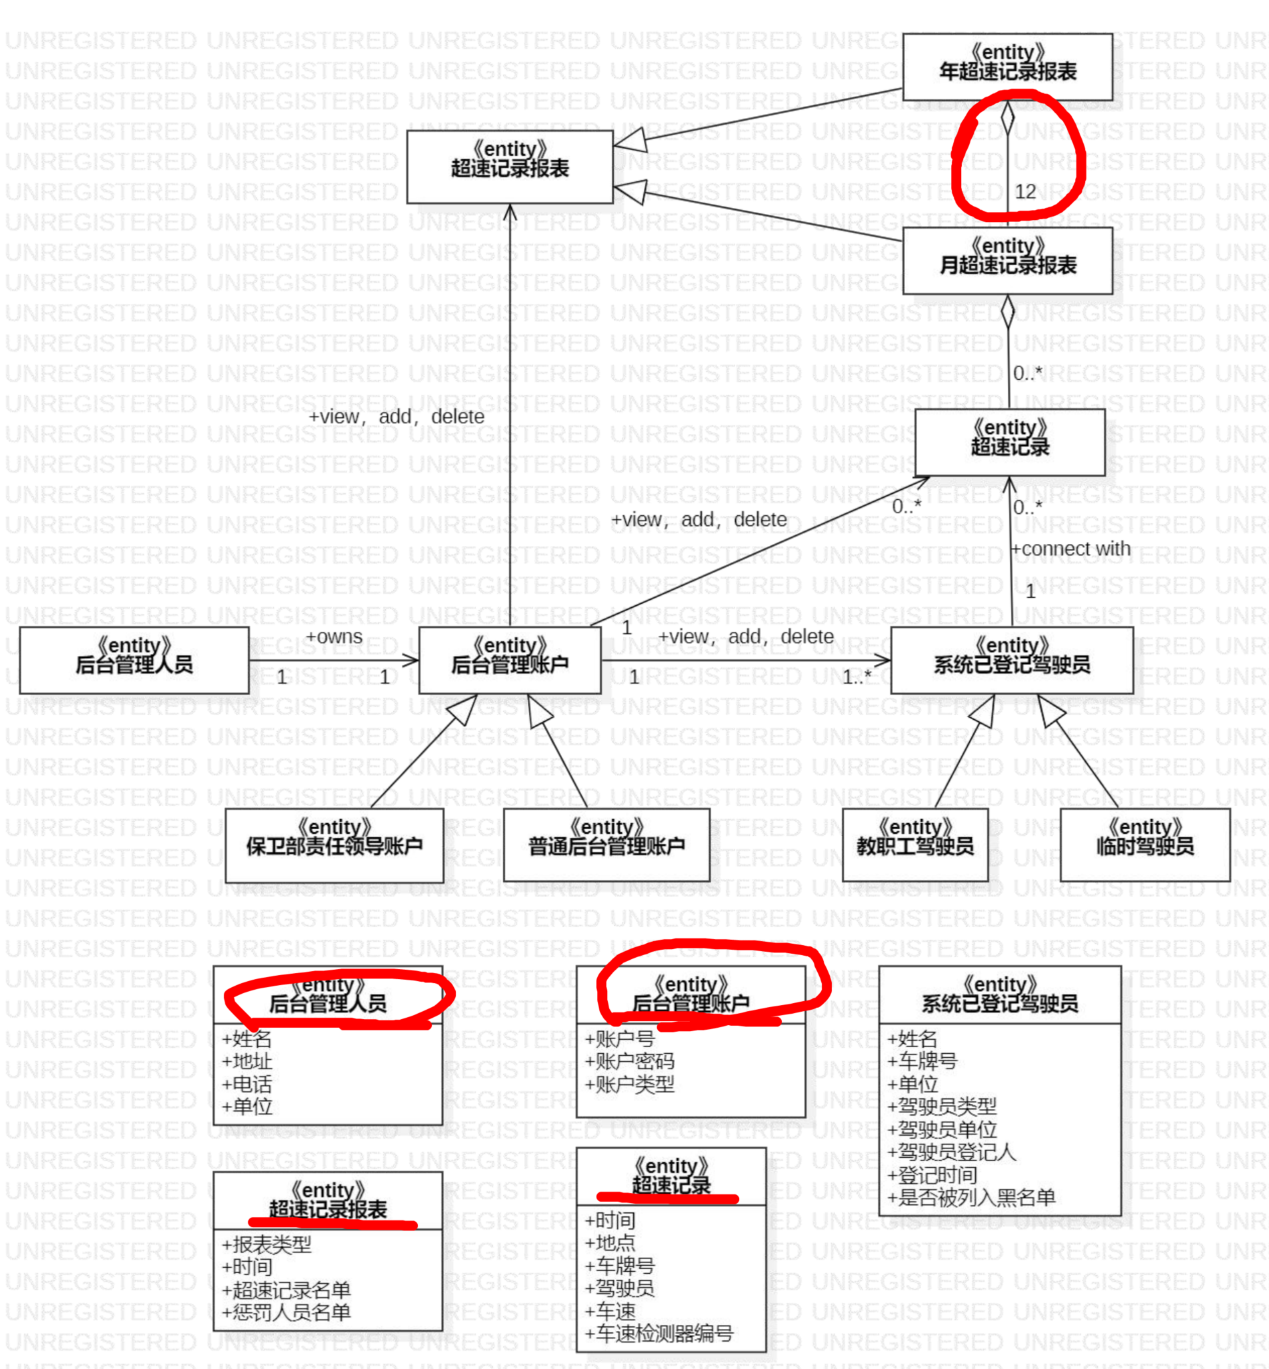 《entity》
年超速记录报表
《entity》
超速记录报表
12
《entity》
月超速记录报表
0..*
+view，add，delete
《entity》
超速记录
+view，add，delete
0..*
0..*
+connect with
1
《entity》
后台管理人员
+owns
1
1
《entity》
后台管理账户
1
+view，add，delete
1
1..*
《entity》
系统已登记驾驶员
《entity》
保卫部责任领导账户
《entity》
普通后台管理账户
《entity》
教职工驾驶员
《entity》
临时驾驶员
《entity》
后台管理人员
+姓名
+地址
+电话
+单位
《entity》
后台管理账户
+账户号
+账户密码
+账户类型
《entity》
系统已登记驾驶员
+姓名
+车牌号
+单位
+驾驶员类型
+驾驶员单位
+驾驶员登记人
+登记时间
+是否被列入黑名单
《entity》
超速记录报表
+报表类型
+时间
+超速记录名单
+惩罚人员名单
《entity》
超速记录
+时间
+地点
+车牌号
+驾驶员
+车速
+车速检测器编号
UNREGISTERED UNREGISTERED UNREGISTERED UNREGISTERED UNREGISTERED UNREGISTERED UNR